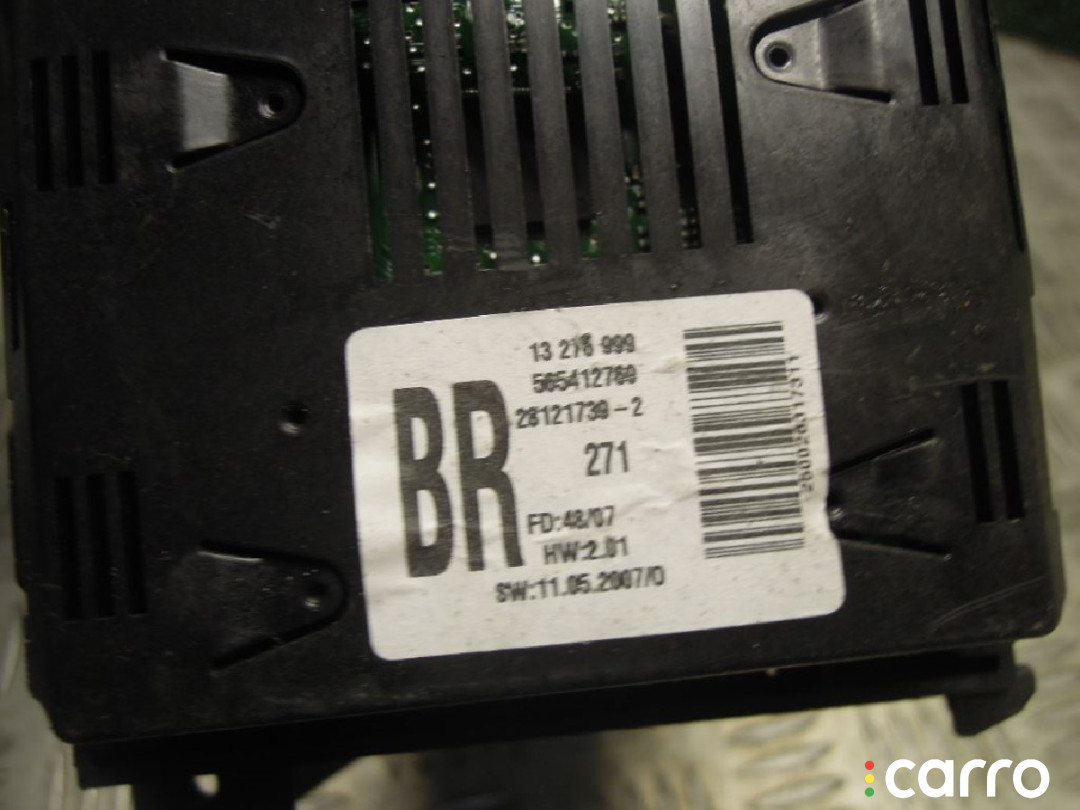 13 276 999
565412769
28121739-2
BR
271
FD:48/07
HW:2.01
SW:11.05.2007/0
carro